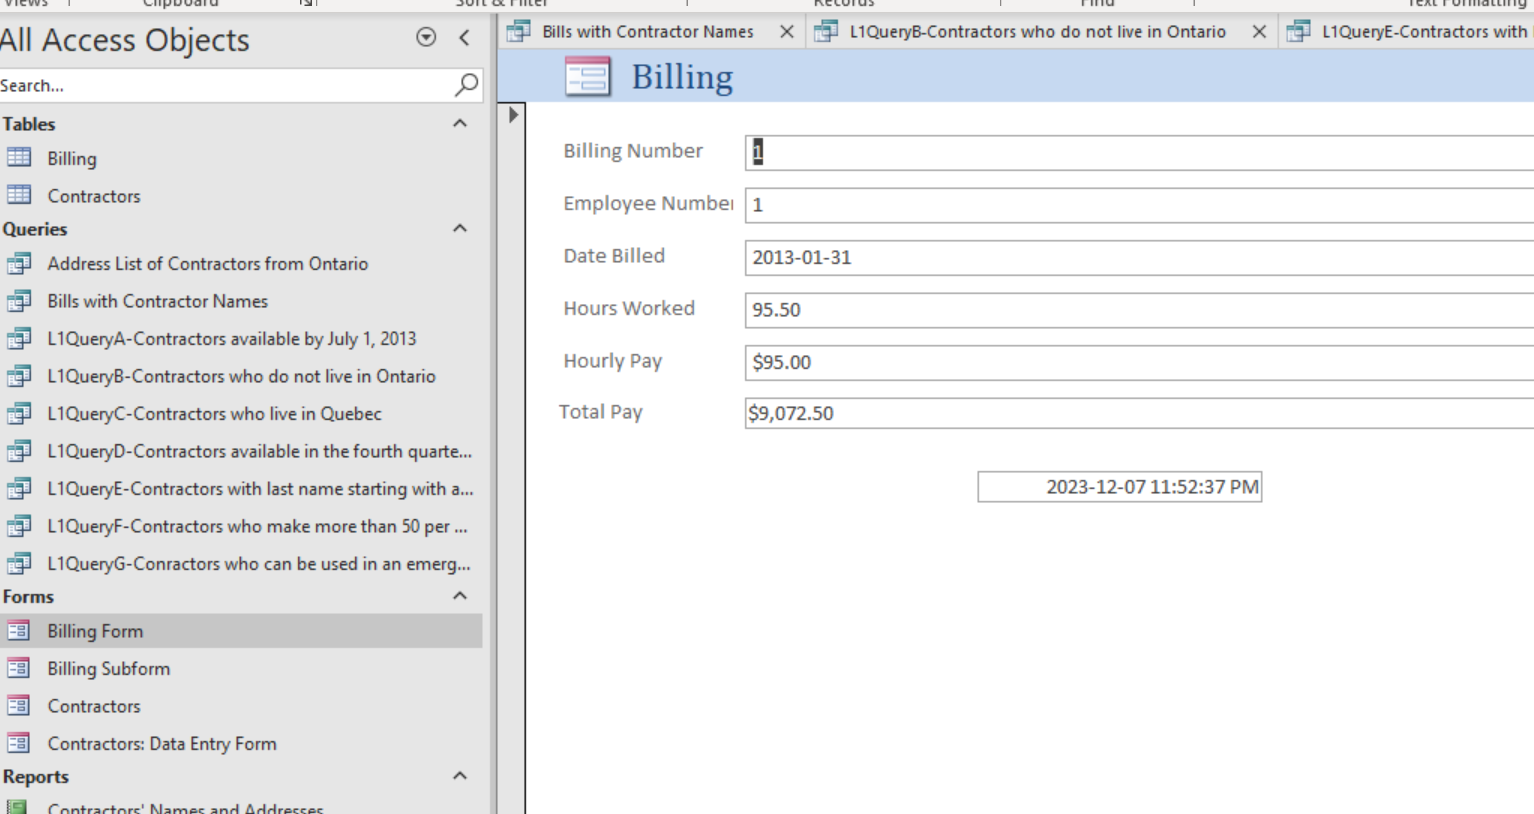 Views Clipboard Sort & Filter Records Find Text Formatting
All Access Objects
Search...
Tables
Billing
Contractors
Queries
Address List of Contractors from Ontario
Bills with Contractor Names
L1QueryA-Contractors available by July 1, 2013
L1QueryB-Contractors who do not live in Ontario
L1QueryC-Contractors who live in Quebec
L1QueryD-Contractors available in the fourth quarte...
L1QueryE-Contractors with last name starting with a...
L1QueryF-Contractors who make more than 50 per ...
L1QueryG-Conractors who can be used in an emerg...
Forms
Billing Form
Billing Subform
Contractors
Contractors: Data Entry Form
Reports
Contractors' Names and Addresses
Bills with Contractor Names L1QueryB-Contractors who do not live in Ontario L1QueryE-Contractors with
Billing
Billing Number 1
Employee Number 1
Date Billed 2013-01-31
Hours Worked 95.50
Hourly Pay $95.00
Total Pay $9,072.50
2023-12-07 11:52:37 PM